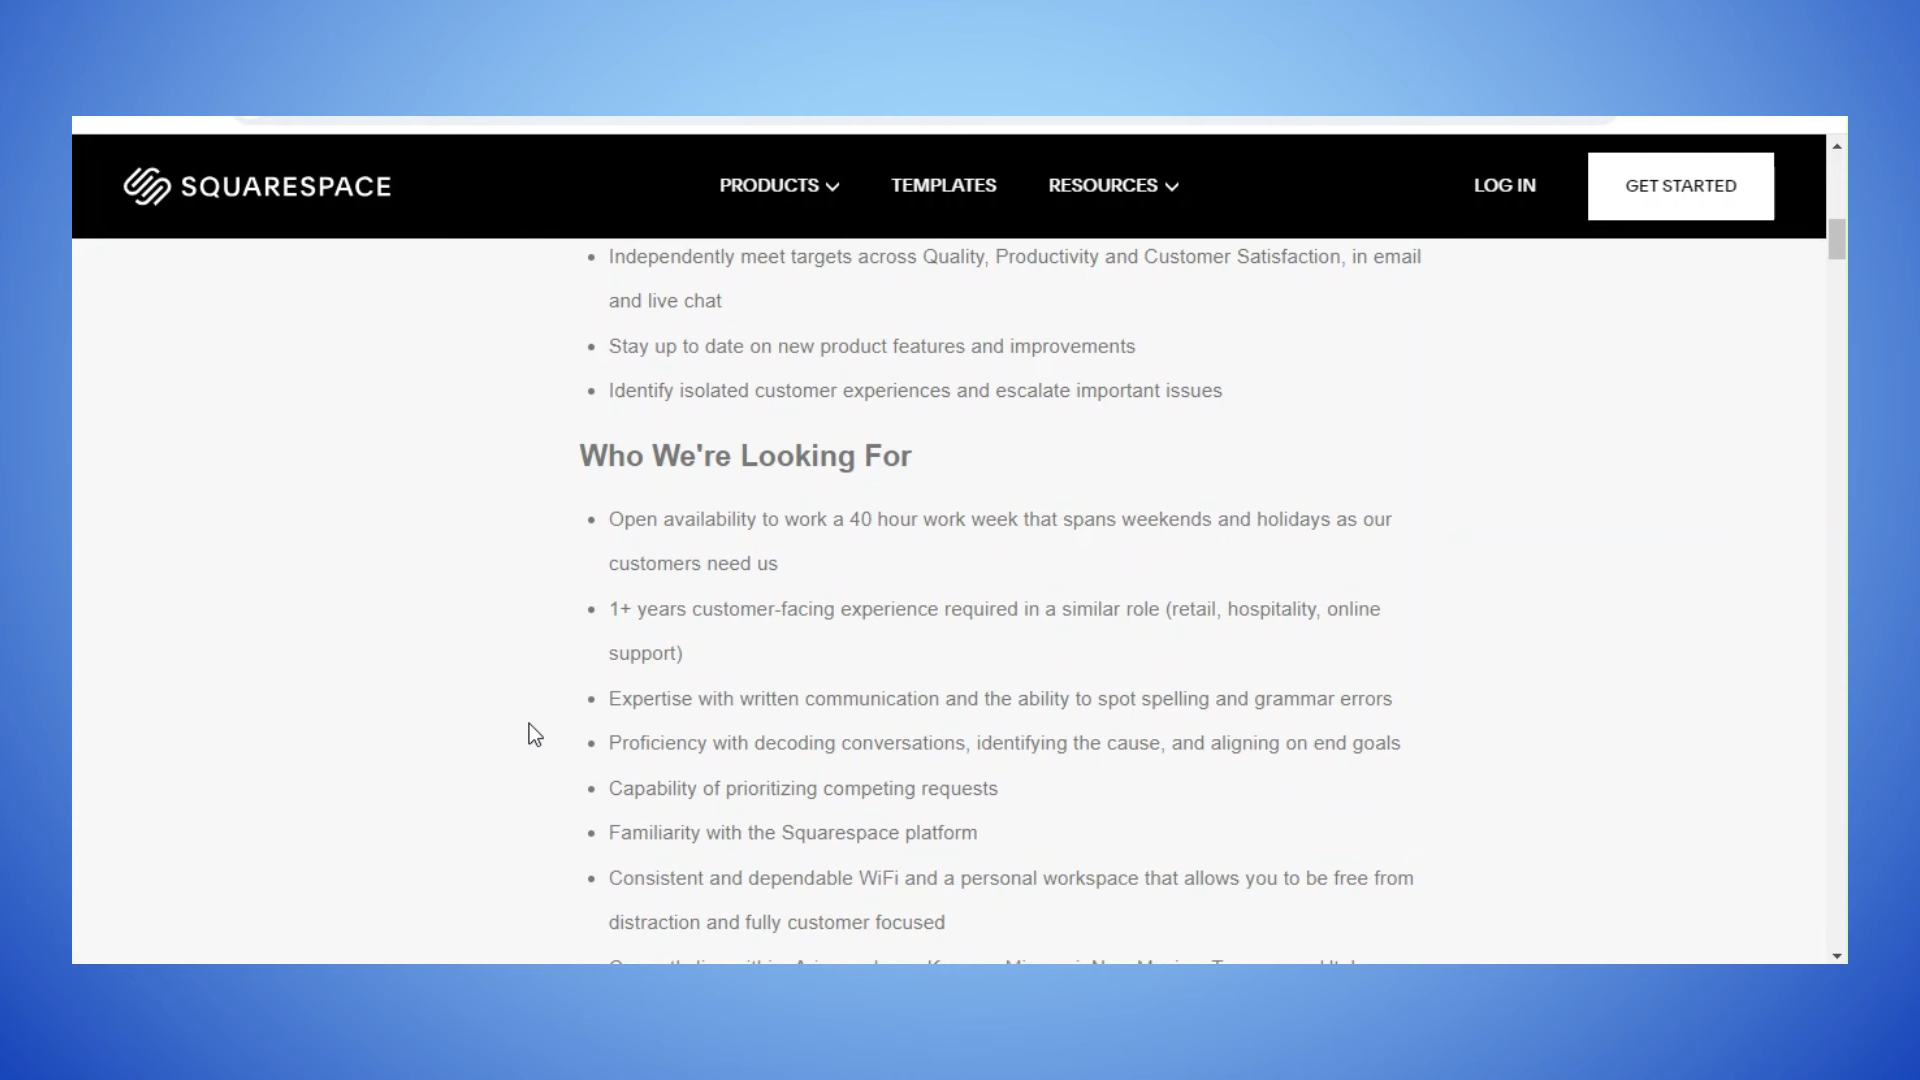 SQUARESPACE
PRODUCTS
TEMPLATES
RESOURCES
LOG IN
GET STARTED
Independently meet targets across Quality, Productivity and Customer Satisfaction, in email
and live chat
Stay up to date on new product features and improvements
Identify isolated customer experiences and escalate important issues
Who We're Looking For
Open availability to work a 40 hour work week that spans weekends and holidays as our
customers need us
1+ years customer-facing experience required in a similar role (retail, hospitality, online
support)
Expertise with written communication and the ability to spot spelling and grammar errors
Proficiency with decoding conversations, identifying the cause, and aligning on end goals
Capability of prioritizing competing requests
Familiarity with the Squarespace platform
Consistent and dependable WiFi and a personal workspace that allows you to be free from
distraction and fully customer focused